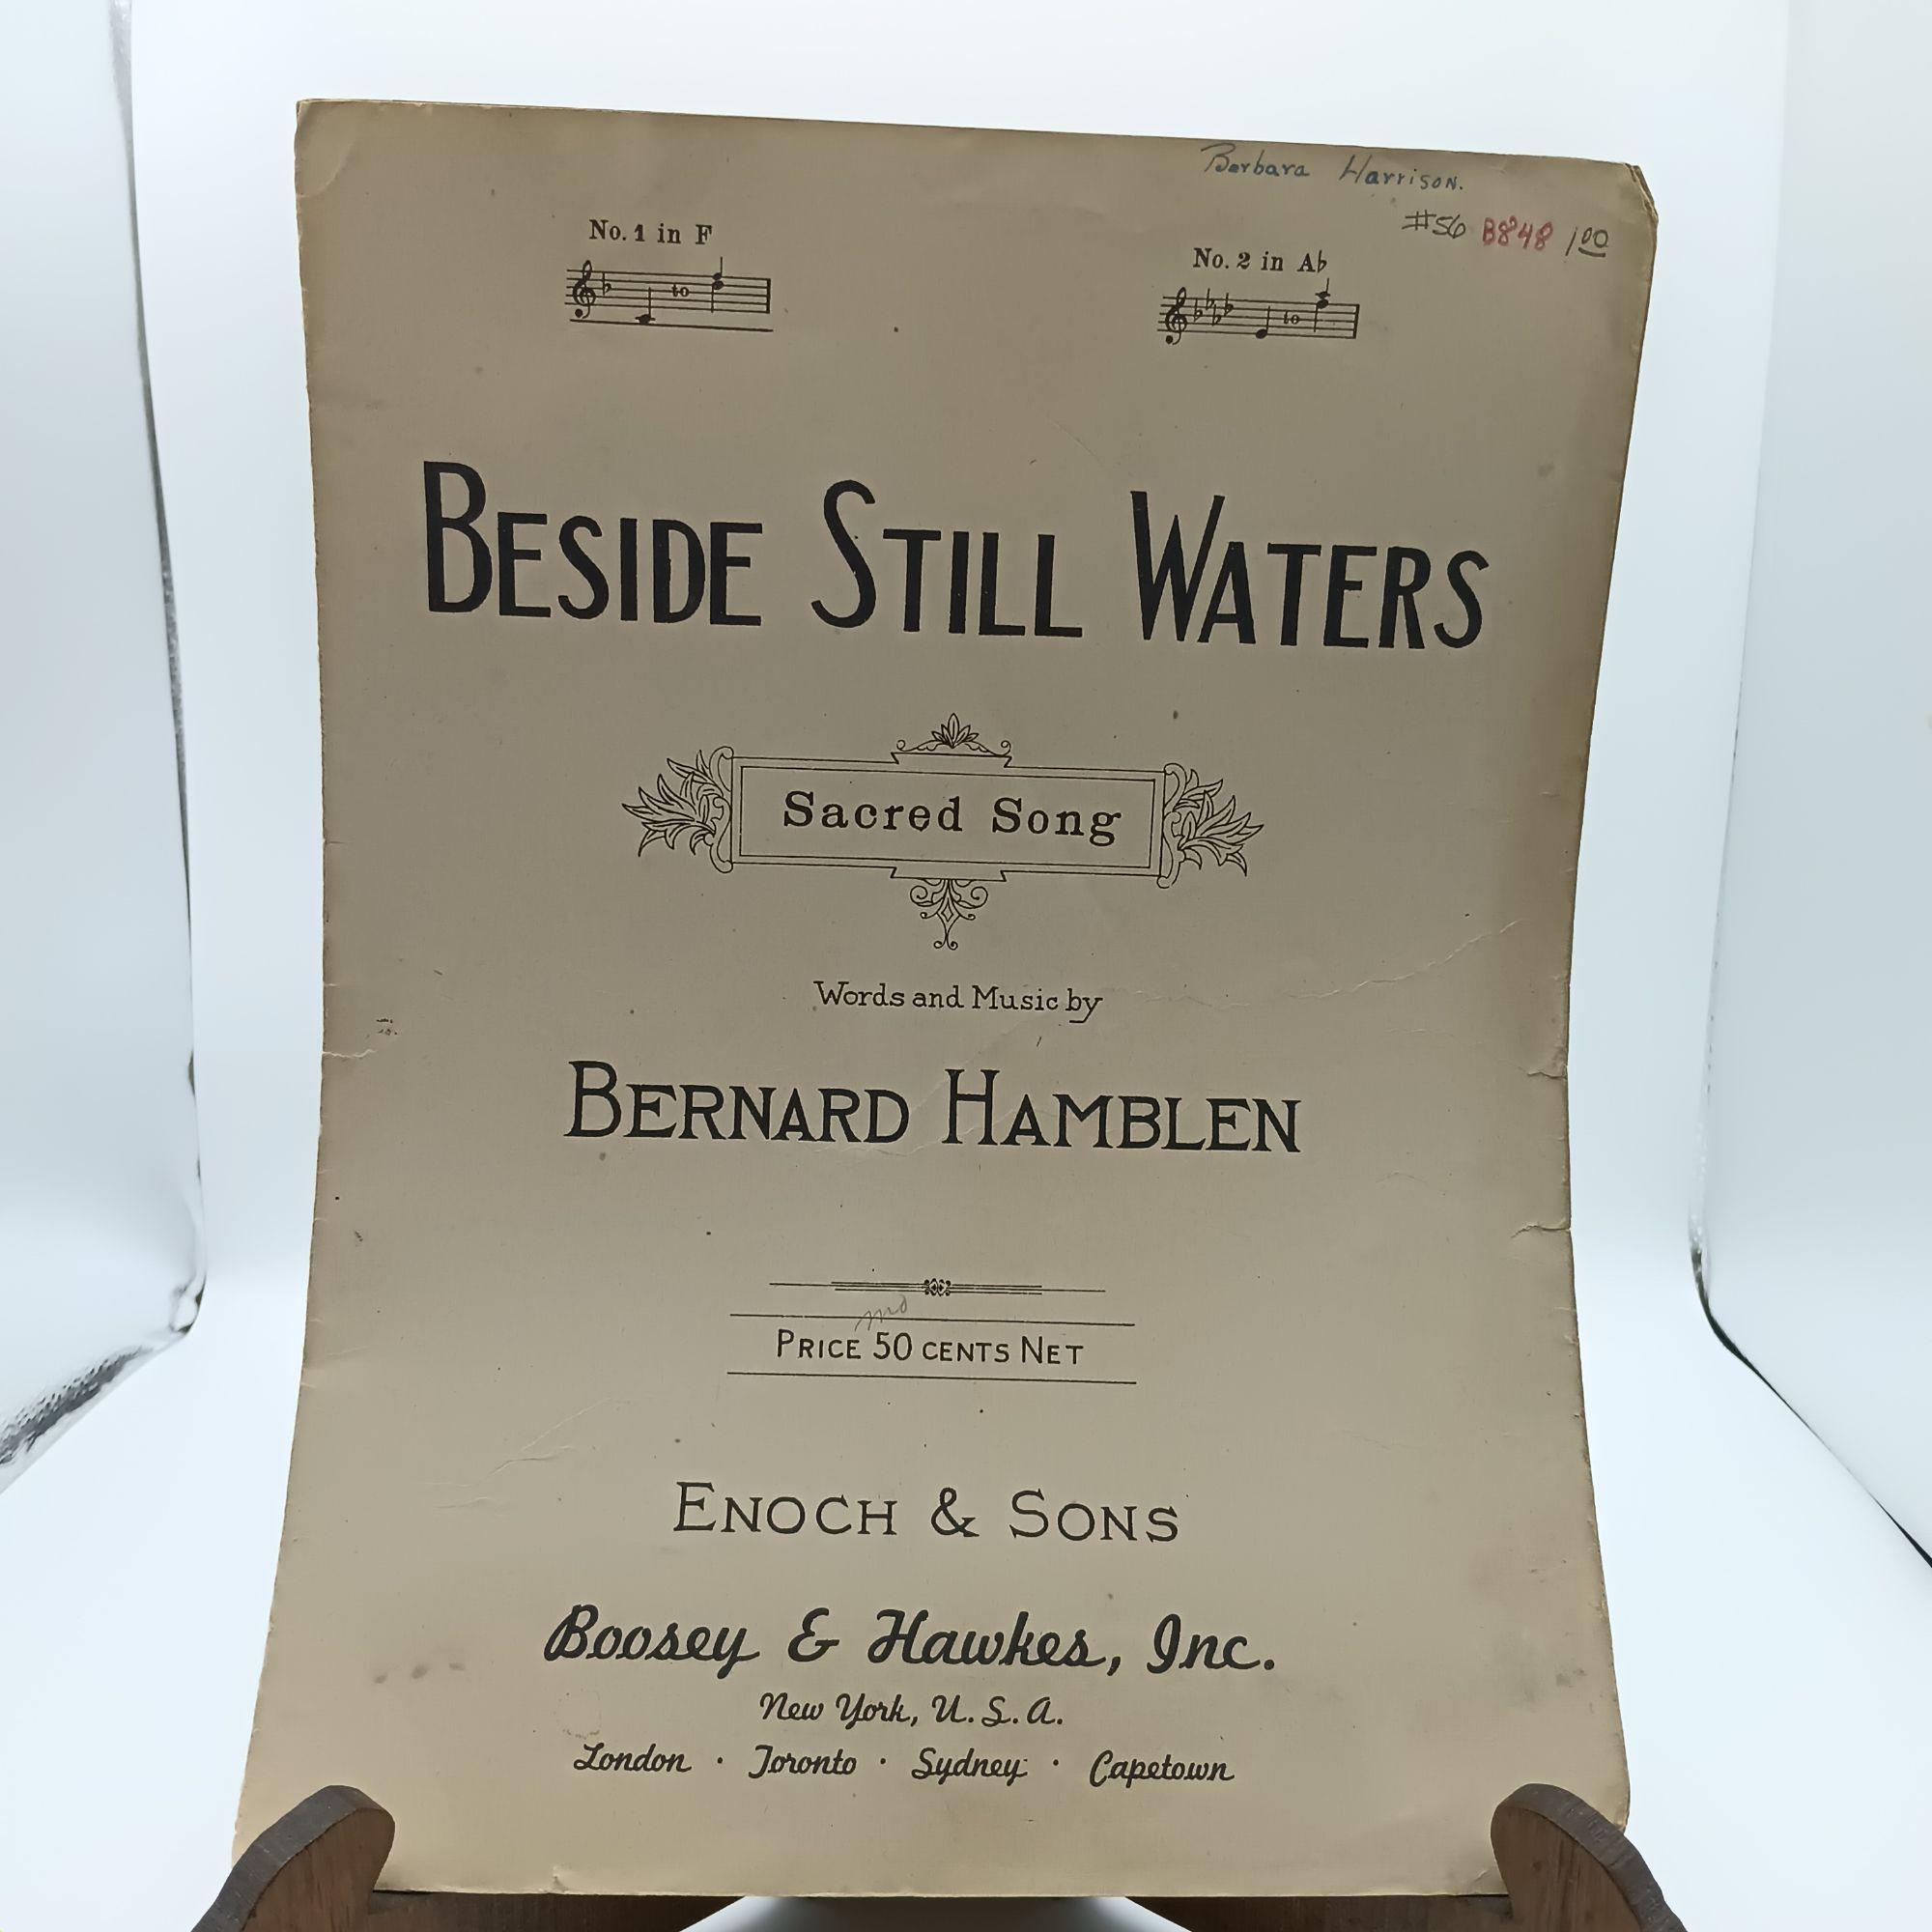 Barbara Harrison.
#56 B848 1.00
No. 1 in F
to
No. 2 in A♭
to
BESIDE STILL WATERS
Sacred Song
Words and Music by
BERNARD HAMBLEN
PRICE 50 CENTS NET
ENOCH & SONS
Boosey & Hawkes, Inc.
New York, U.S.A.
London · Toronto · Sydney · Capetown